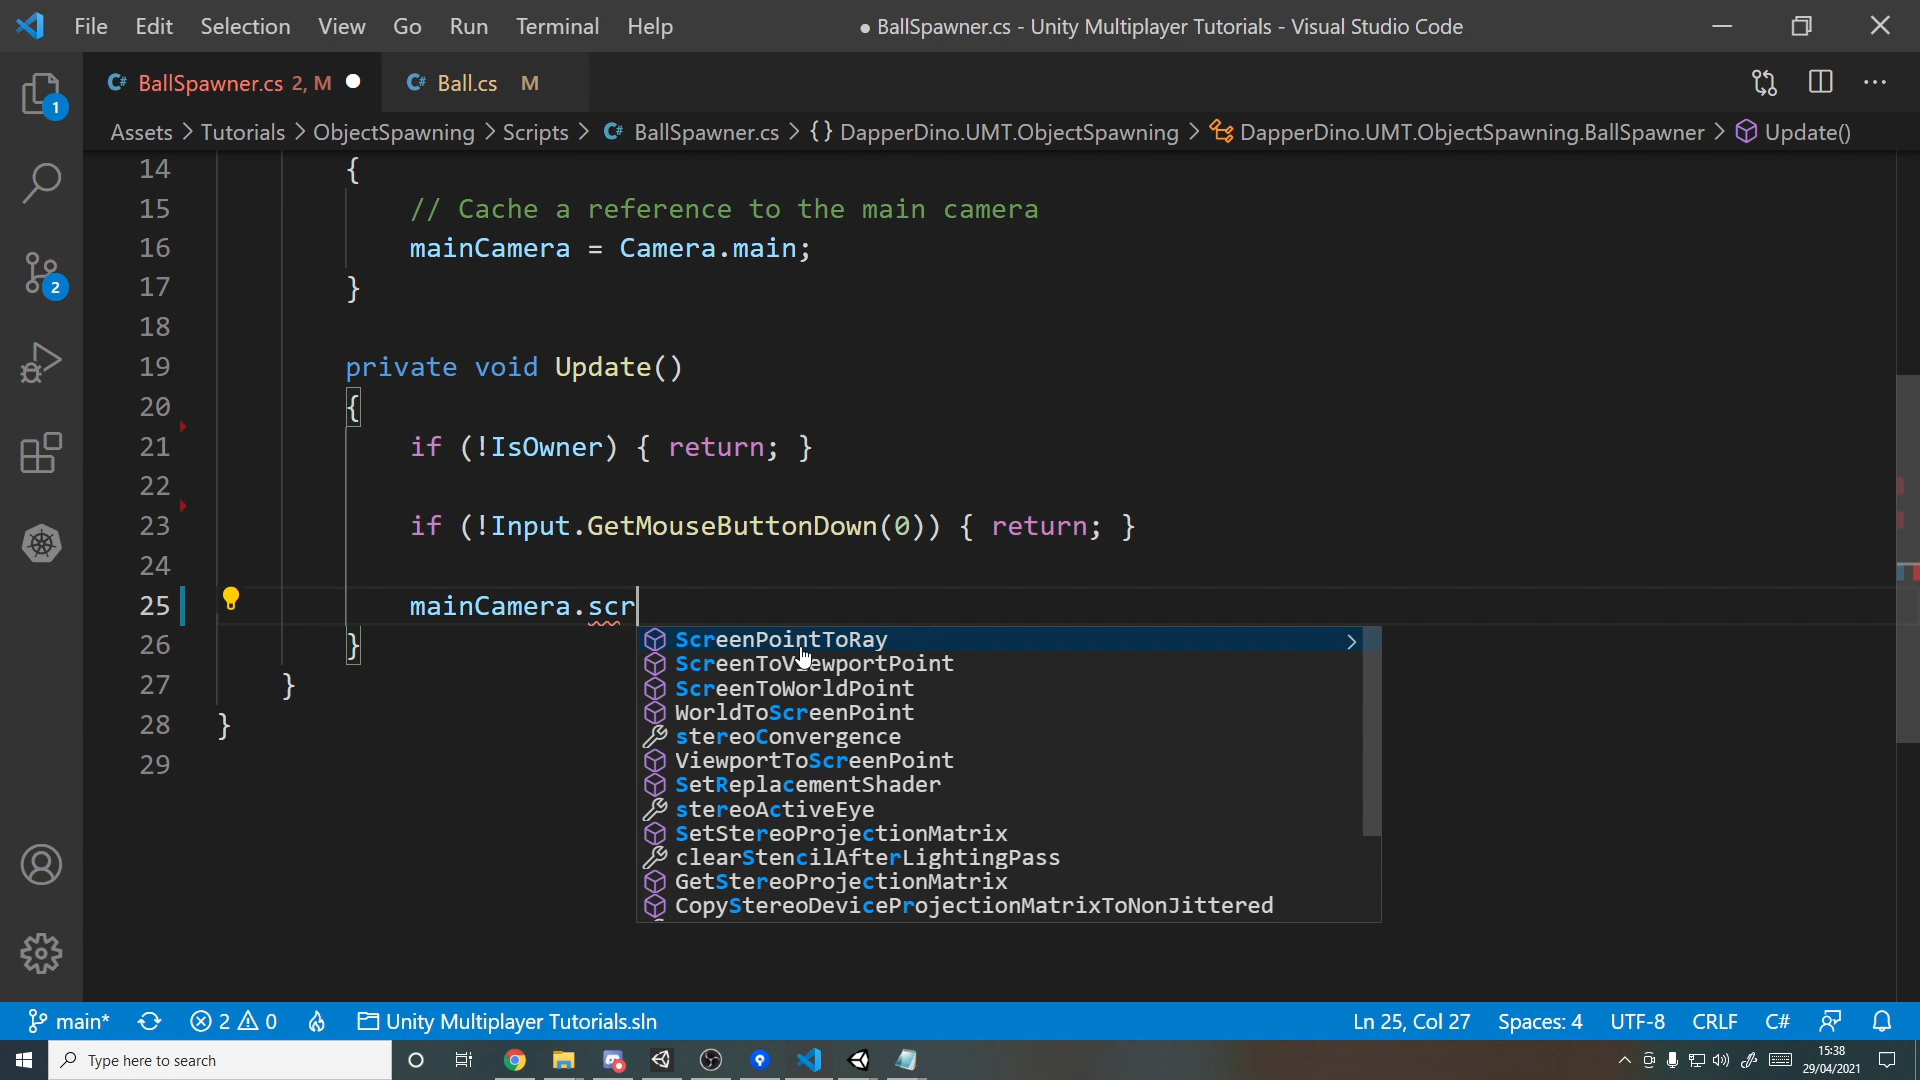 File Edit Selection View Go Run Terminal Help ● BallSpawner.cs - Unity Multiplayer Tutorials - Visual Studio Code
C# BallSpawner.cs 2, M ● C# Ball.cs M
1
Assets > Tutorials > ObjectSpawning > Scripts > C# BallSpawner.cs > {} DapperDino.UMT.ObjectSpawning > DapperDino.UMT.ObjectSpawning.BallSpawner > Update()
14 {
15 // Cache a reference to the main camera
16 mainCamera = Camera.main;
17 }
2
18
19 private void Update()
20 {
21 if (!IsOwner) { return; }
22
23 if (!Input.GetMouseButtonDown(0)) { return; }
24
25 mainCamera.scr
26 }
27 }
28 }
29
ScreenPointToRay
ScreenToViewportPoint
ScreenToWorldPoint
WorldToScreenPoint
stereoConvergence
ViewportToScreenPoint
SetReplacementShader
stereoActiveEye
SetStereoProjectionMatrix
clearStencilAfterLightingPass
GetStereoProjectionMatrix
CopyStereoDeviceProjectionMatrixToNonJittered
main* 2 0 Unity Multiplayer Tutorials.sln Ln 25, Col 27 Spaces: 4 UTF-8 CRLF C#
Type here to search 15:38
29/04/2021